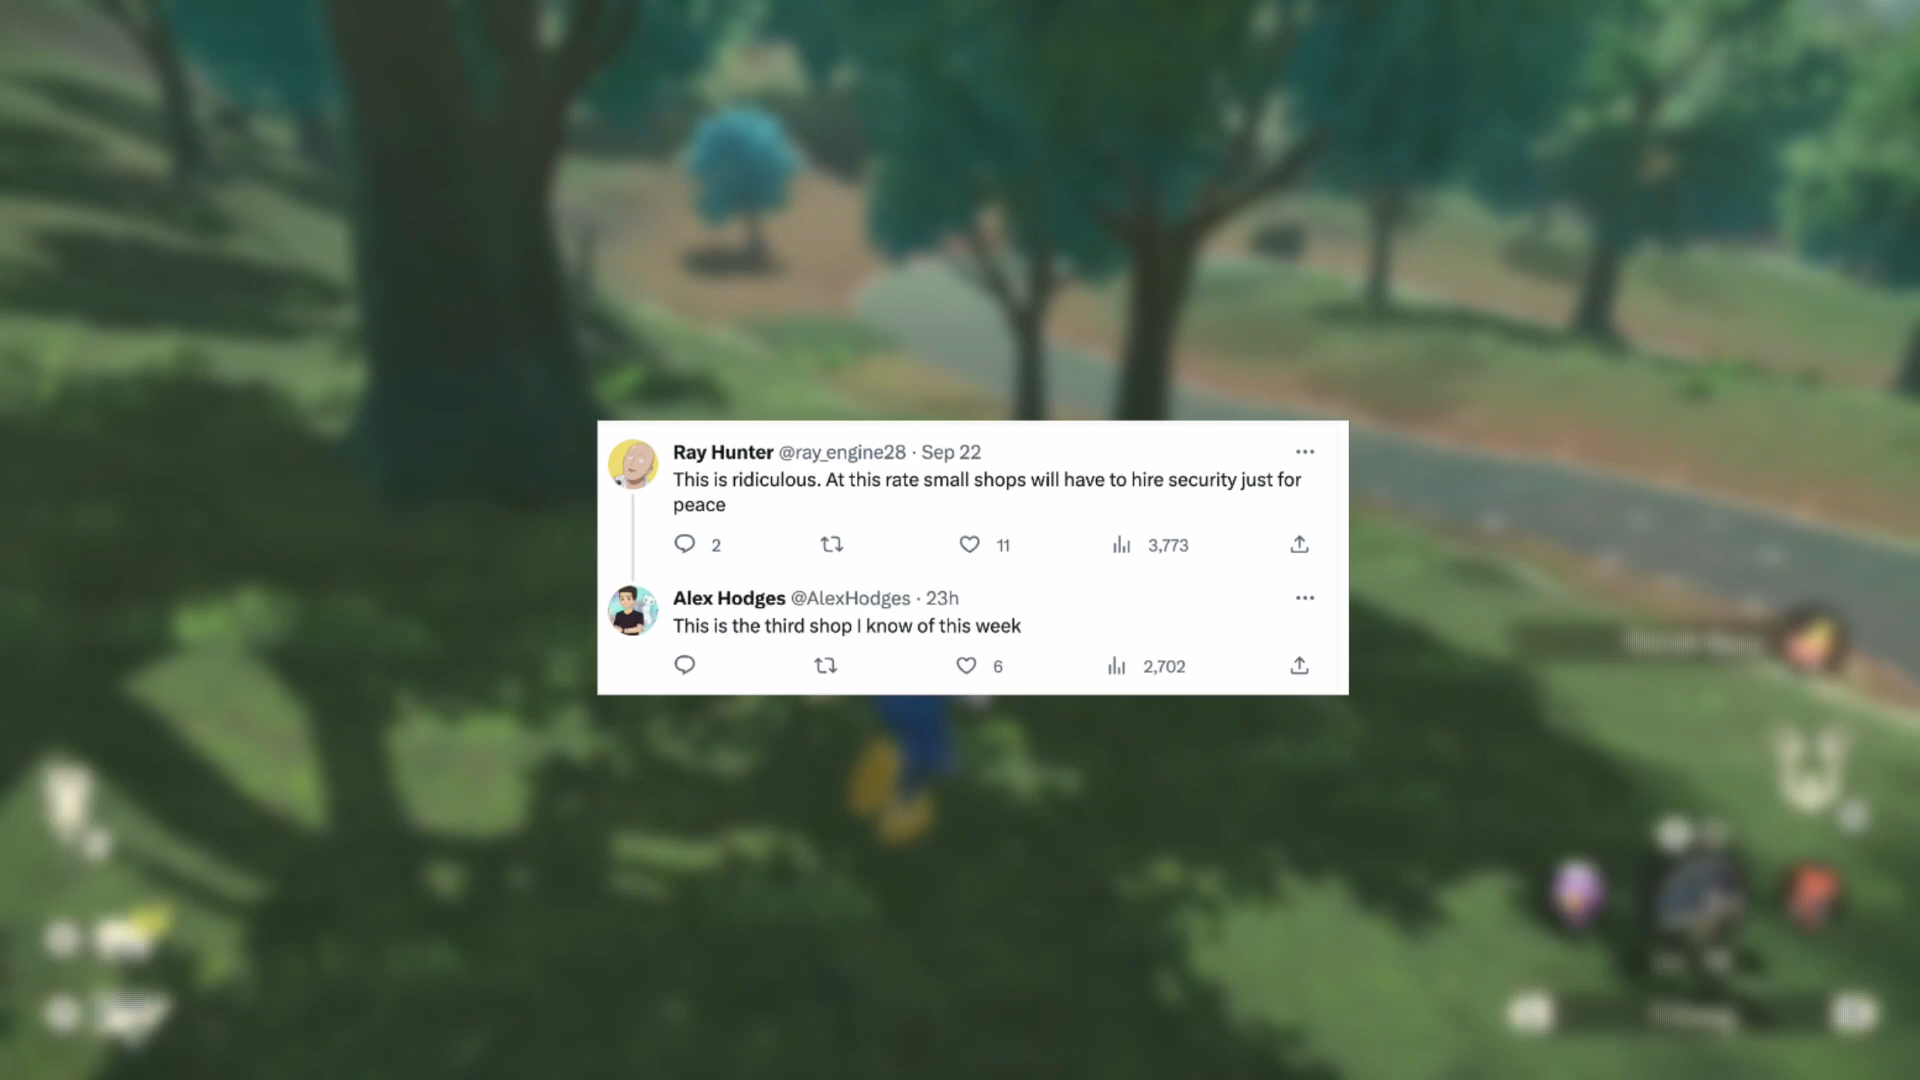 Ray Hunter @ray_engine28 · Sep 22
This is ridiculous. At this rate small shops will have to hire security just for
peace
2 11 3,773
Alex Hodges @AlexHodges · 23h
This is the third shop I know of this week
6 2,702